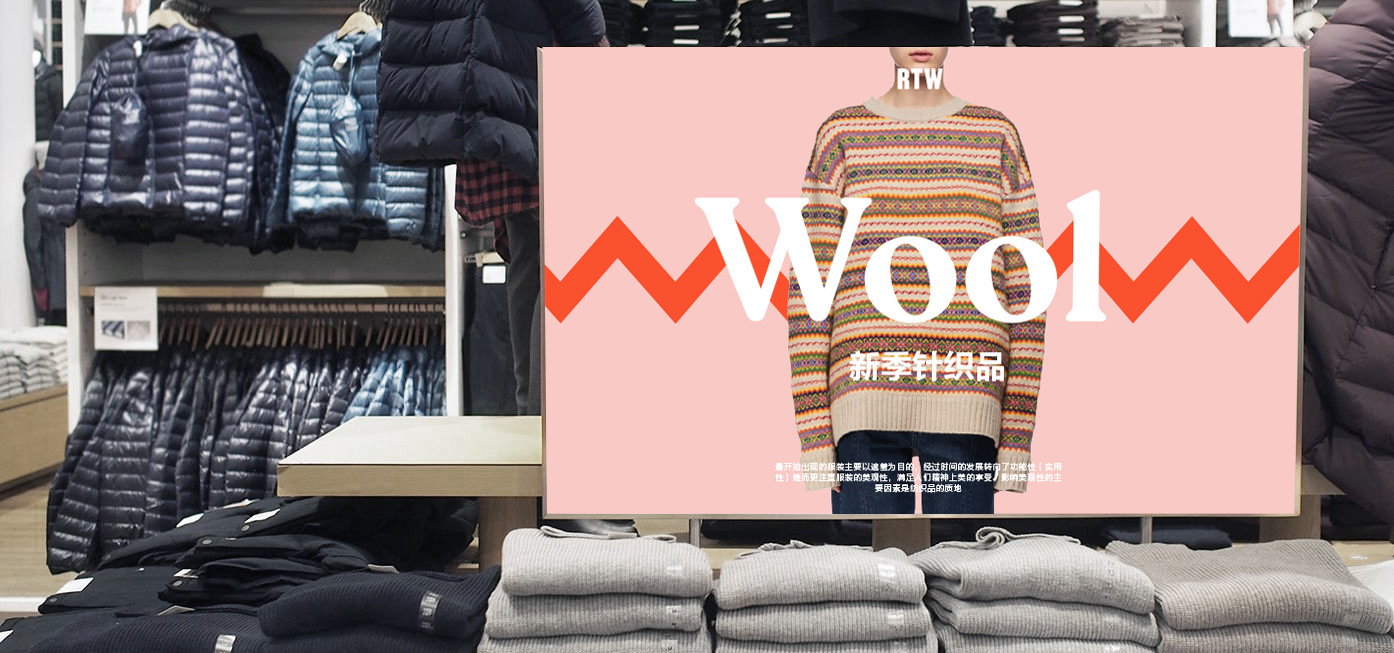 RTW
Wool
新季针织品
最开始出现的服装主要以遮羞为目的，经过时间的发展转向了功能性（实用
性）继而更注重服装的美观性，满足人们精神上美的享受，影响美观性的主
要因素是纺织品的质地